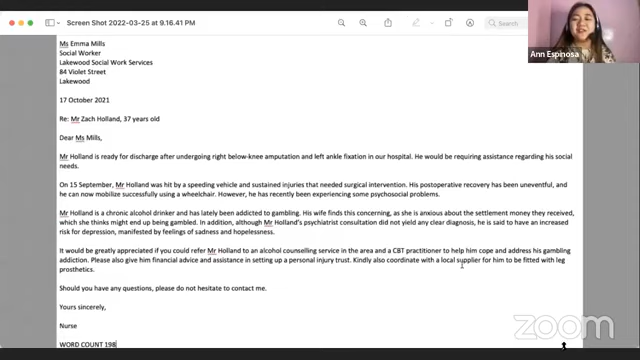 Screen Shot 2022-03-25 at 9.16.41 PM
Search
Ann Espinosa
Ms Emma Mills
Social Worker
Lakewood Social Work Services
84 Violet Street
Lakewood
17 October 2021
Re: Mr Zach Holland, 37 years old
Dear Ms Mills,
Mr Holland is ready for discharge after undergoing right below-knee amputation and left ankle fixation in our hospital. He would be requiring assistance regarding his social
needs.
On 15 September, Mr Holland was hit by a speeding vehicle and sustained injuries that needed surgical intervention. His postoperative recovery has been uneventful, and
he can now mobilize successfully using a wheelchair. However, he has recently been experiencing some psychosocial problems.
Mr Holland is a chronic alcohol drinker and has lately been addicted to gambling. His wife finds this concerning, as she is anxious about the settlement money they received,
which she thinks might end up being gambled. In addition, although Mr Holland's psychiatrist consultation did not yield any clear diagnosis, he is said to have an increased
risk for depression, manifested by feelings of sadness and hopelessness.
It would be greatly appreciated if you could refer Mr Holland to an alcohol counselling service in the area and a CBT practitioner to help him cope and address his gambling
addiction. Please also give him financial advice and assistance in setting up a personal injury trust. Kindly also coordinate with a local supplier for him to be fitted with leg
prosthetics.
Should you have any questions, please do not hesitate to contact me.
Yours sincerely,
Nurse
WORD COUNT 198
zoom